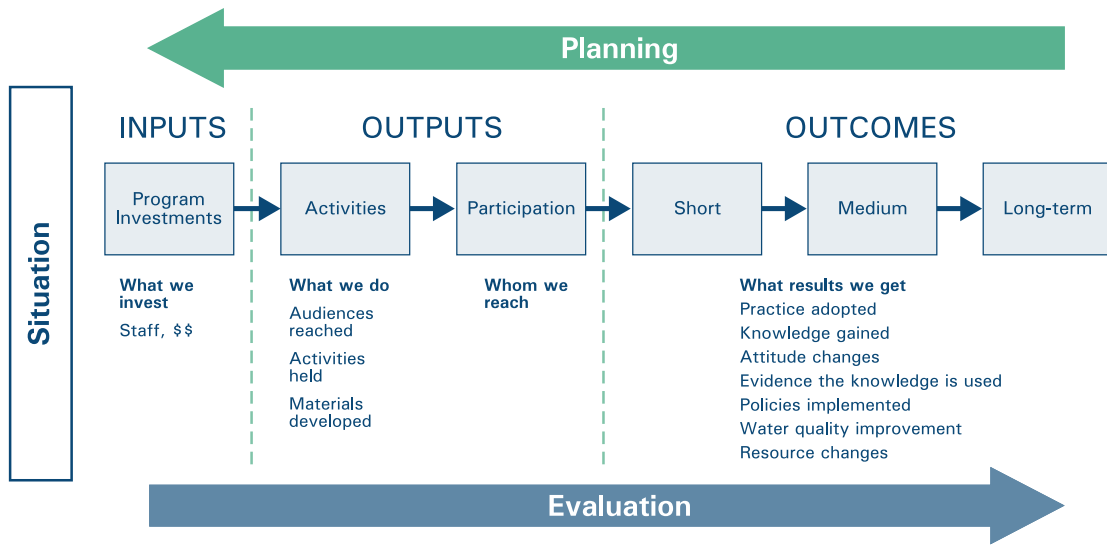 Planning
Situation
INPUTS
OUTPUTS
OUTCOMES
Program
Investments
Activities
Participation
Short
Medium
Long-term
What we
invest
Staff, $$
What we do
Audiences
reached
Activities
held
Materials
developed
Whom we
reach
What results we get
Practice adopted
Knowledge gained
Attitude changes
Evidence the knowledge is used
Policies implemented
Water quality improvement
Resource changes
Evaluation